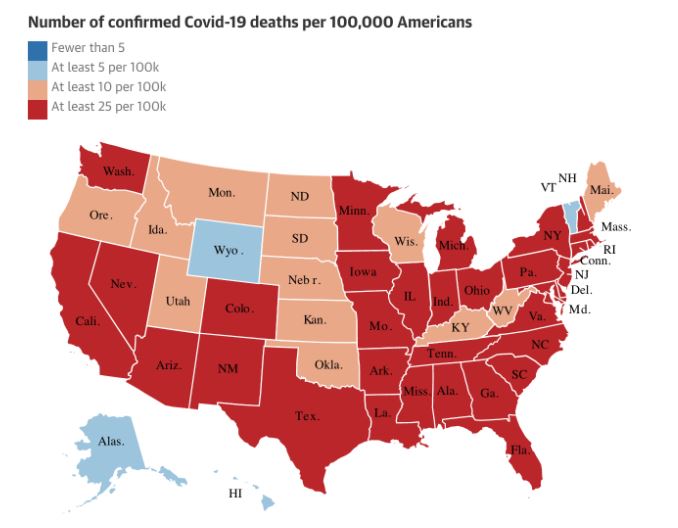 Number of confirmed Covid-19 deaths per 100,000 Americans
Fewer than 5
At least 5 per 100k
At least 10 per 100k
At least 25 per 100k
Wash.
Mon.
ND
Minn.
VT
NH
Mai.
Ore.
Ida.
SD
Wis.
Mich.
NY
Mass.
Wyo.
RI
Conn.
Nev.
Utah
Colo.
Nebr.
Iowa
IL
Ind.
Ohio
Pa.
NJ
Del.
Md.
Cali.
Kan.
Mo.
KY
WV
Va.
Ariz.
NM
Okla.
Ark.
Tenn.
NC
SC
Tex.
La.
Miss.
Ala.
Ga.
Fla.
Alas.
HI